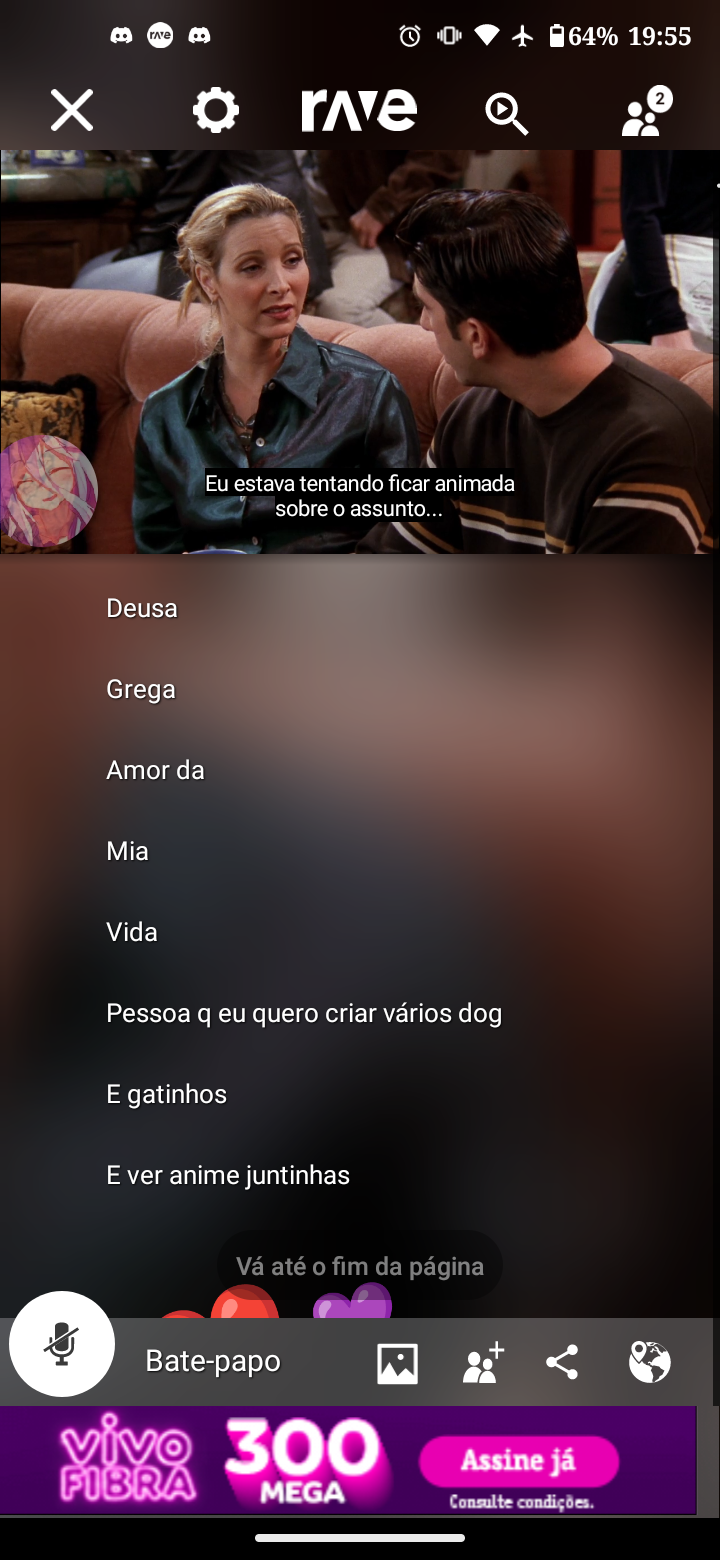 rave
64% 19:55
rave
2
Eu estava tentando ficar animada
sobre o assunto...
Deusa
Grega
Amor da
Mia
Vida
Pessoa q eu quero criar vários dog
E gatinhos
E ver anime juntinhas
Vá até o fim da página
Bate-papo
vivo
FIBRA
300
MEGA
Assine já
Consulte condições.